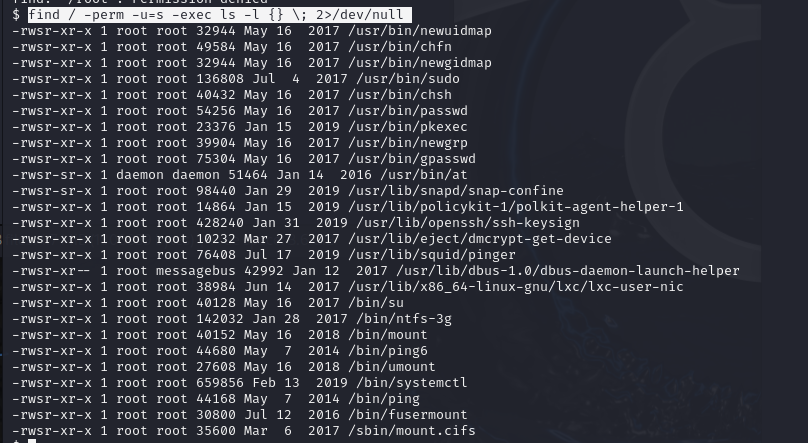 $ find / -perm -u=s -exec ls -l {} \; 2>/dev/null
-rwsr-xr-x 1 root root 32944 May 16  2017 /usr/bin/newuidmap
-rwsr-xr-x 1 root root 49584 May 16  2017 /usr/bin/chfn
-rwsr-xr-x 1 root root 32944 May 16  2017 /usr/bin/newgidmap
-rwsr-xr-x 1 root root 136808 Jul  4  2017 /usr/bin/sudo
-rwsr-xr-x 1 root root 40432 May 16  2017 /usr/bin/chsh
-rwsr-xr-x 1 root root 54256 May 16  2017 /usr/bin/passwd
-rwsr-xr-x 1 root root 23376 Jan 15  2019 /usr/bin/pkexec
-rwsr-xr-x 1 root root 39904 May 16  2017 /usr/bin/newgrp
-rwsr-xr-x 1 root root 75304 May 16  2017 /usr/bin/gpasswd
-rwsr-sr-x 1 daemon daemon 51464 Jan 14  2016 /usr/bin/at
-rwsr-sr-x 1 root root 98440 Jan 29  2019 /usr/lib/snapd/snap-confine
-rwsr-xr-x 1 root root 14864 Jan 15  2019 /usr/lib/policykit-1/polkit-agent-helper-1
-rwsr-xr-x 1 root root 428240 Jan 31  2019 /usr/lib/openssh/ssh-keysign
-rwsr-xr-x 1 root root 10232 Mar 27  2017 /usr/lib/eject/dmcrypt-get-device
-rwsr-xr-x 1 root root 76408 Jul 17  2019 /usr/lib/squid/pinger
-rwsr-xr-- 1 root messagebus 42992 Jan 12  2017 /usr/lib/dbus-1.0/dbus-daemon-launch-helper
-rwsr-xr-x 1 root root 38984 Jun 14  2017 /usr/lib/x86_64-linux-gnu/lxc/lxc-user-nic
-rwsr-xr-x 1 root root 40128 May 16  2017 /bin/su
-rwsr-xr-x 1 root root 142032 Jan 28  2017 /bin/ntfs-3g
-rwsr-xr-x 1 root root 40152 May 16  2018 /bin/mount
-rwsr-xr-x 1 root root 44680 May  7  2014 /bin/ping6
-rwsr-xr-x 1 root root 27608 May 16  2018 /bin/umount
-rwsr-xr-x 1 root root 659856 Feb 13  2019 /bin/systemctl
-rwsr-xr-x 1 root root 44168 May  7  2014 /bin/ping
-rwsr-xr-x 1 root root 30800 Jul 12  2016 /bin/fusermount
-rwsr-xr-x 1 root root 35600 Mar  6  2017 /sbin/mount.cifs